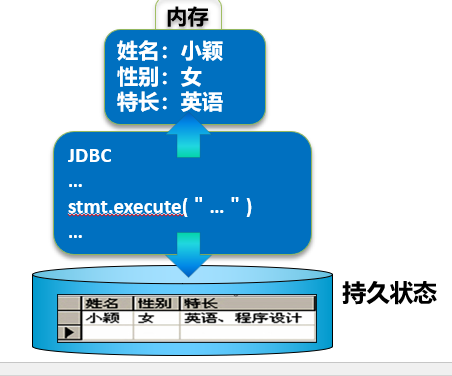 内存
姓名：小颖
性别：女
特长：英语
JDBC
...
stmt.execute( " ... " )
...
持久状态
姓名 性别 特长
小颖 女 英语、程序设计